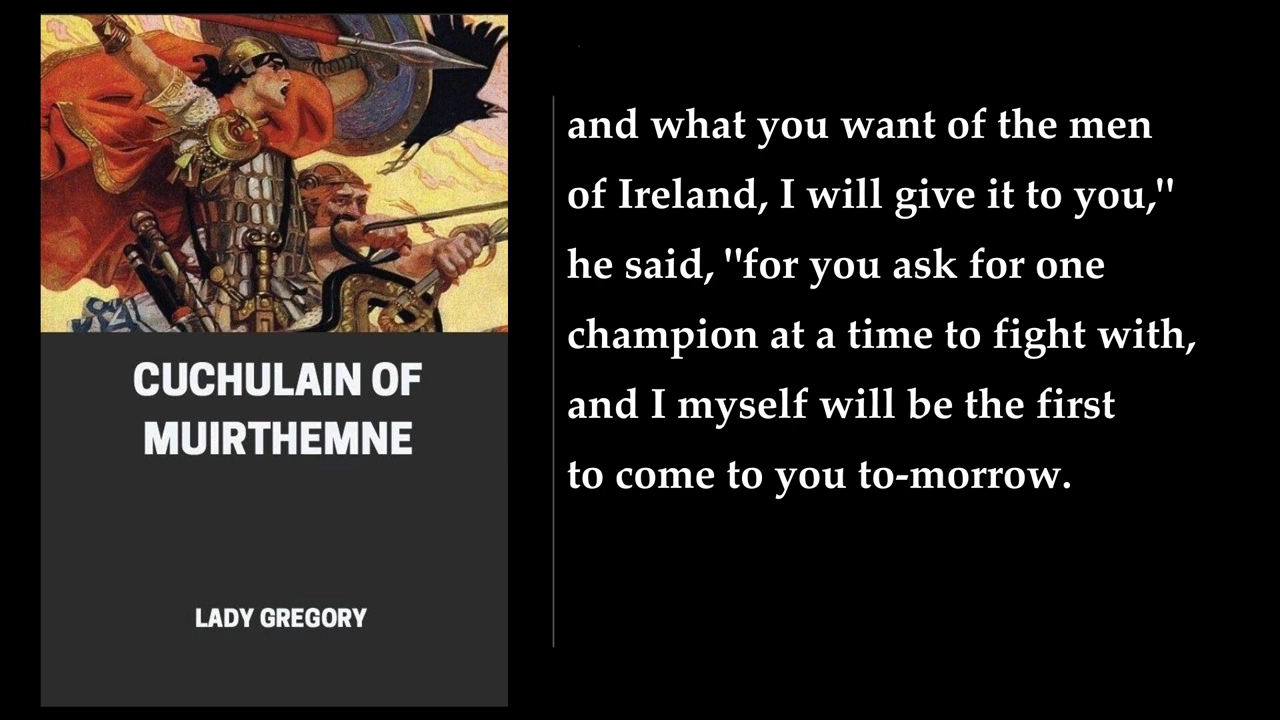 CUCHULAIN OF
MUIRTHEMNE
LADY GREGORY
and what you want of the men
of Ireland, I will give it to you,"
he said, "for you ask for one
champion at a time to fight with,
and I myself will be the first
to come to you to-morrow.